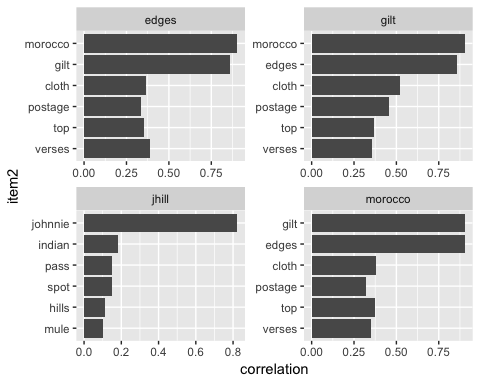 edges
gilt
morocco
gilt
cloth
postage
top
verses
0.00 0.25 0.50 0.75
morocco
edges
cloth
postage
top
verses
0.00 0.25 0.50 0.75
item2
jhill
morocco
johnnie
indian
pass
spot
hills
mule
0.0 0.2 0.4 0.6 0.8
gilt
edges
cloth
postage
top
verses
0.00 0.25 0.50 0.75
correlation